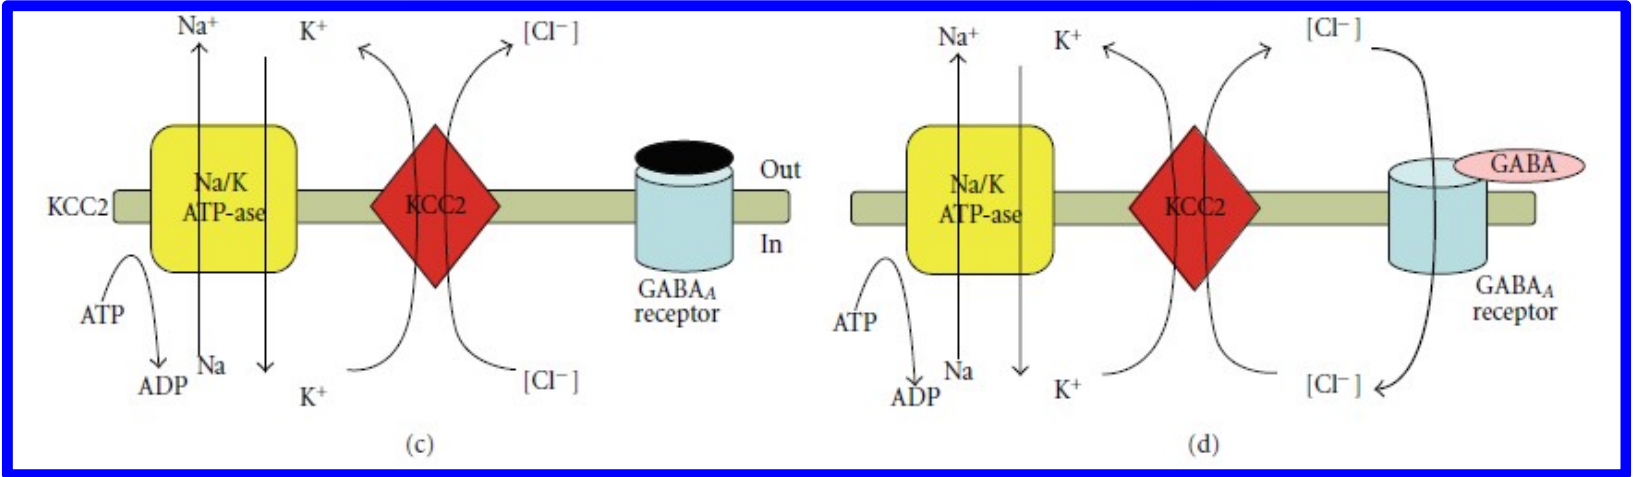 Na⁺
K⁺
[Cl⁻]
Na/K
ATP-ase
KCC2
KCC2
Out
In
GABA_A
receptor
ATP
ADP
Na
K⁺
[Cl⁻]
(c)
Na⁺
K⁺
[Cl⁻]
Na/K
ATP-ase
KCC2
GABA
GABA_A
receptor
ATP
ADP
Na
K⁺
[Cl⁻]
(d)